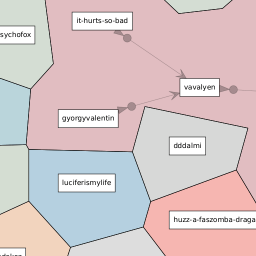 it-hurts-so-bad
sychofox
vavalyen
gyorgyvalentin
dddalmi
luciferismylife
huzz-a-faszomba-draga